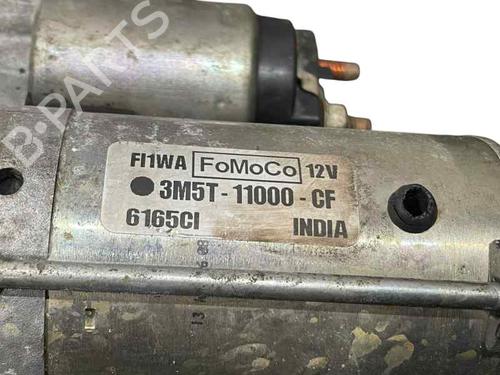 B-PARTS
FI1WA FoMoCo 12V
3M5T-11000-CF
6165CI INDIA